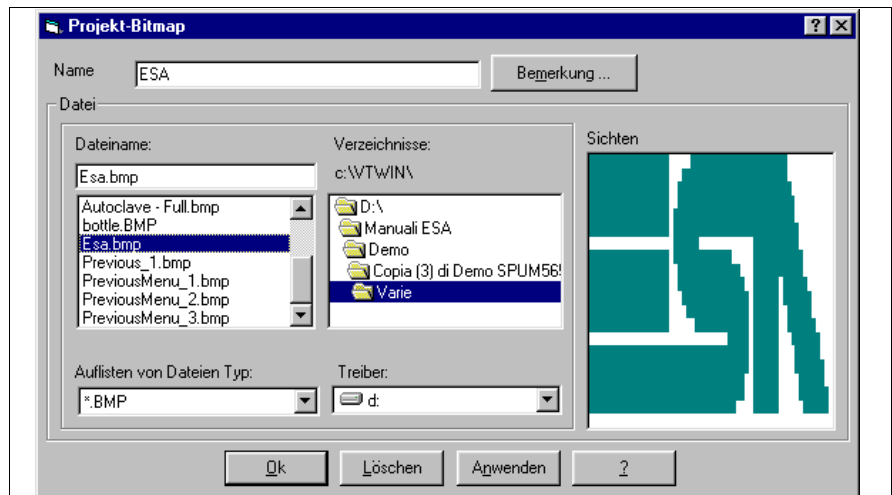 Projekt-Bitmap
Name
ESA
Bemerkung ...
Datei
Dateiname:
Esa.bmp
Autoclave - Full.bmp
bottle.BMP
Esa.bmp
Previous_1.bmp
PreviousMenu_1.bmp
PreviousMenu_2.bmp
PreviousMenu_3.bmp
Auflisten von Dateien Typ:
*.BMP
Verzeichnisse:
c:\VTWIN\
D:\
Manuali ESA
Demo
Copia (3) di Demo SPUM565
Varie
Treiber:
d:
Sichten
ESA
Ok
Löschen
Anwenden
?